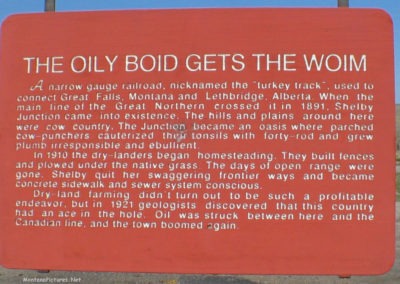 THE OILY BOID GETS THE WOIM
A narrow gauge railroad, nicknamed the "turkey track", used to
connect Great Falls, Montana and Lethbridge, Alberta. When the
main line of the Great Northern crossed it in 1891, Shelby
Junction came into existence. The hills and plains around here
were cow country. The Junction became an oasis where parched
cow-punchers cauterized their tonsils with forty-rod and grew
plumb irresponsible and ebullient.
In 1910 the dry-landers began homesteading. They built fences
and plowed under the native grass. The days of open range were
gone. Shelby quit her swaggering frontier ways and became
concrete sidewalk and sewer system conscious.
Dry-land farming didn't turn out to be such a profitable
endeavor, but in 1921 geologists discovered that this country
had an ace in the hole. Oil was struck between here and the
Canadian line, and the town boomed again.
MontanaPictures.Net